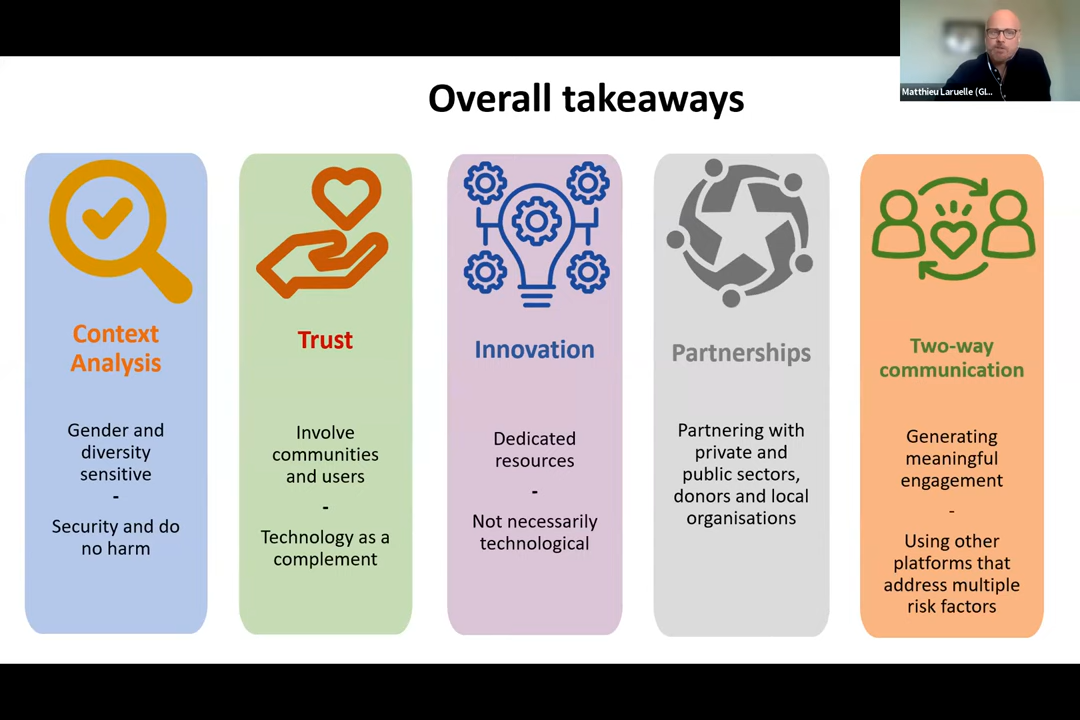 Matthieu Laruelle (GI...
Overall takeaways
Context
Analysis
Gender and
diversity
sensitive
-
Security and do
no harm
Trust
Involve
communities
and users
-
Technology as a
complement
Innovation
Dedicated
resources
-
Not necessarily
technological
Partnerships
Partnering with
private and
public sectors,
donors and local
organisations
Two-way
communication
Generating
meaningful
engagement
-
Using other
platforms that
address multiple
risk factors